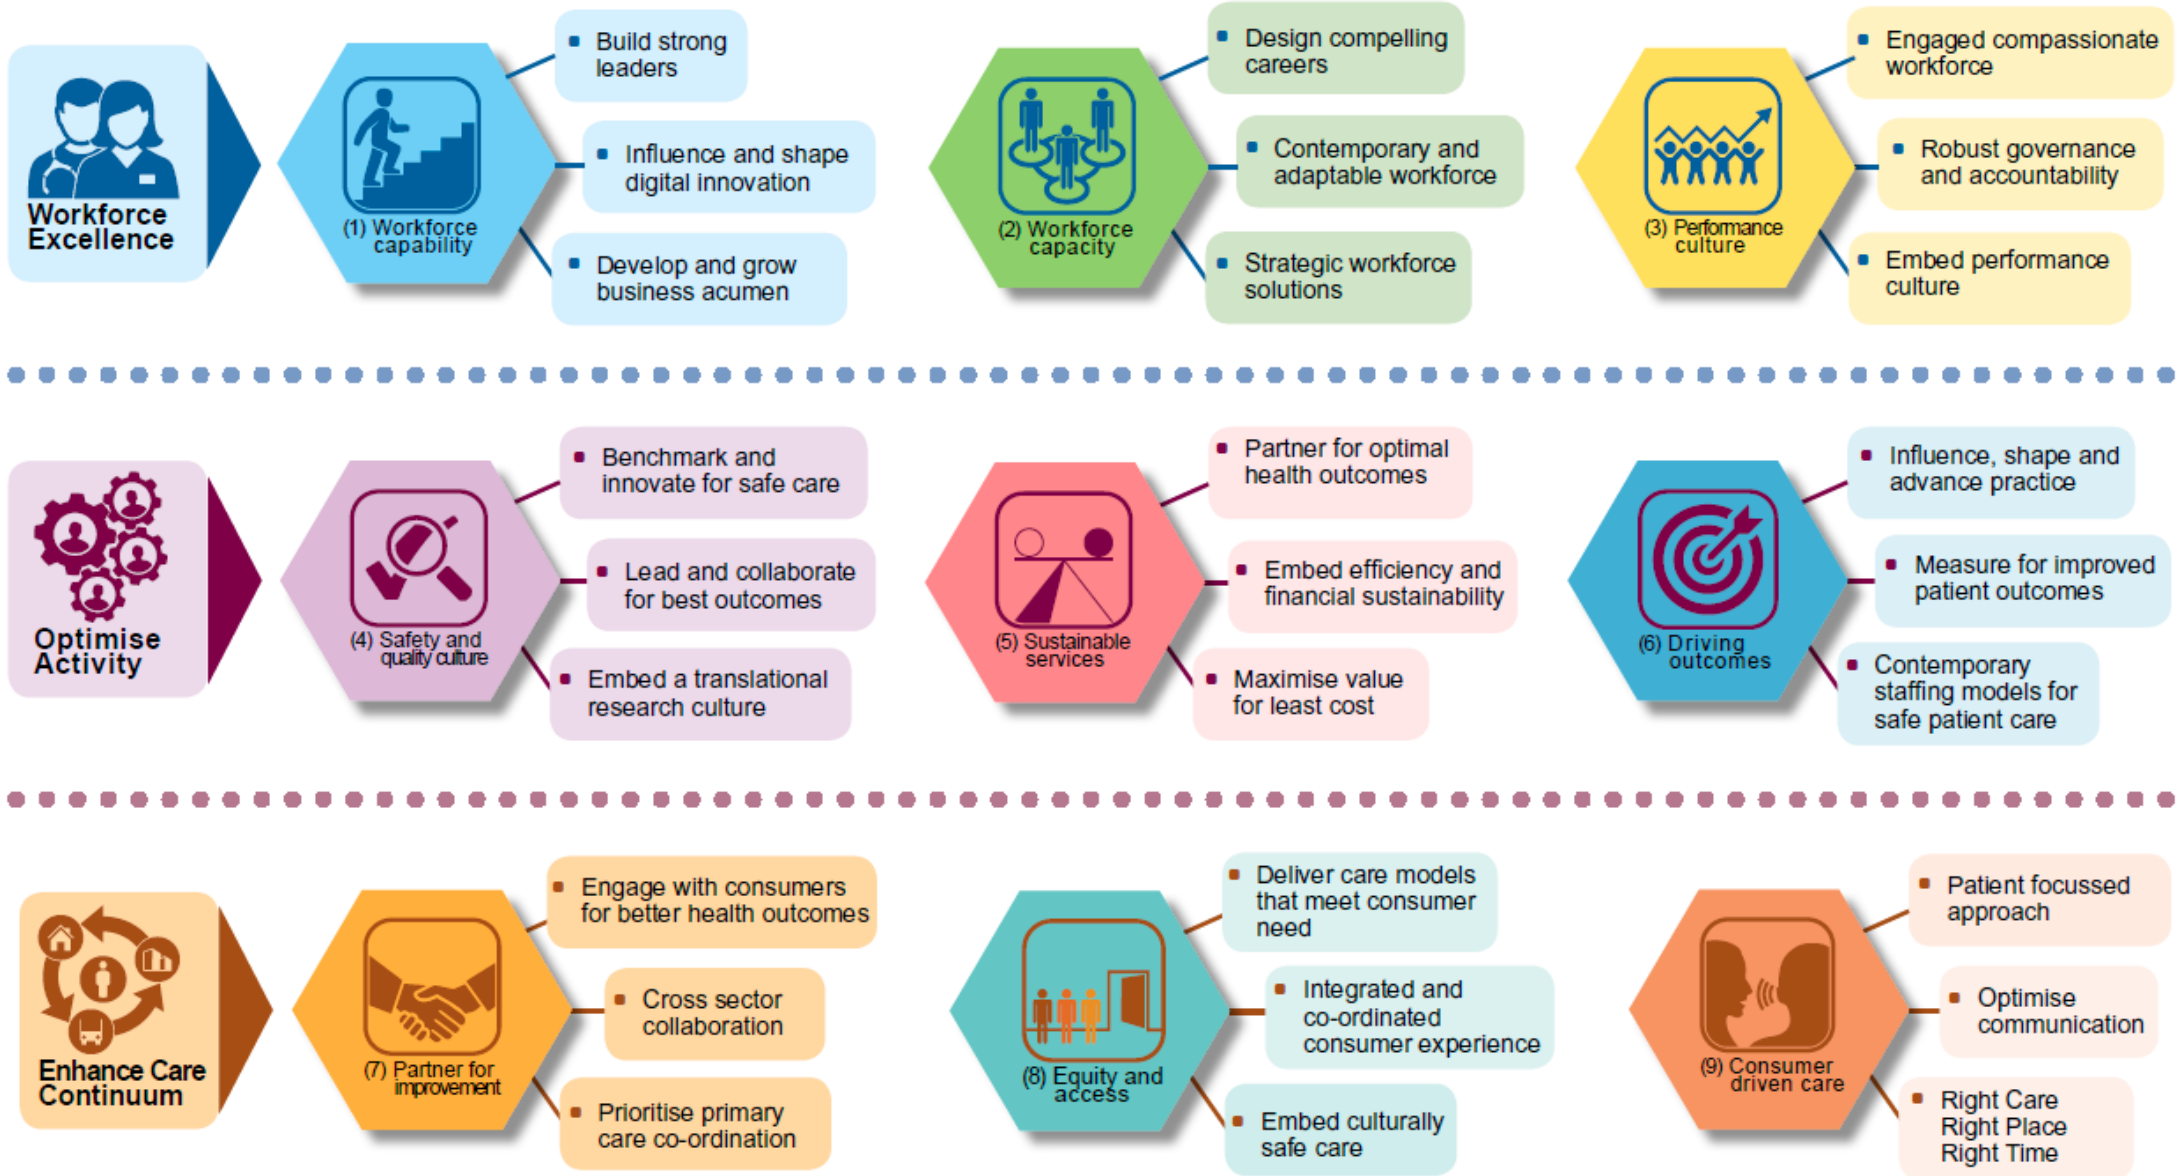 Workforce
Excellence
(1) Workforce
capability
Build strong
leaders
Influence and shape
digital innovation
Develop and grow
business acumen
(2) Workforce
capacity
Design compelling
careers
Contemporary and
adaptable workforce
Strategic workforce
solutions
(3) Performance
culture
Engaged compassionate
workforce
Robust governance
and accountability
Embed performance
culture
Optimise
Activity
(4) Safety and
quality culture
Benchmark and
innovate for safe care
Lead and collaborate
for best outcomes
Embed a translational
research culture
(5) Sustainable
services
Partner for optimal
health outcomes
Embed efficiency and
financial sustainability
Maximise value
for least cost
(6) Driving
outcomes
Influence, shape and
advance practice
Measure for improved
patient outcomes
Contemporary
staffing models for
safe patient care
Enhance Care
Continuum
(7) Partner for
improvement
Engage with consumers
for better health outcomes
Cross sector
collaboration
Prioritise primary
care co-ordination
(8) Equity and
access
Deliver care models
that meet consumer
need
Integrated and
co-ordinated
consumer experience
Embed culturally
safe care
(9) Consumer
driven care
Patient focussed
approach
Optimise
communication
Right Care
Right Place
Right Time